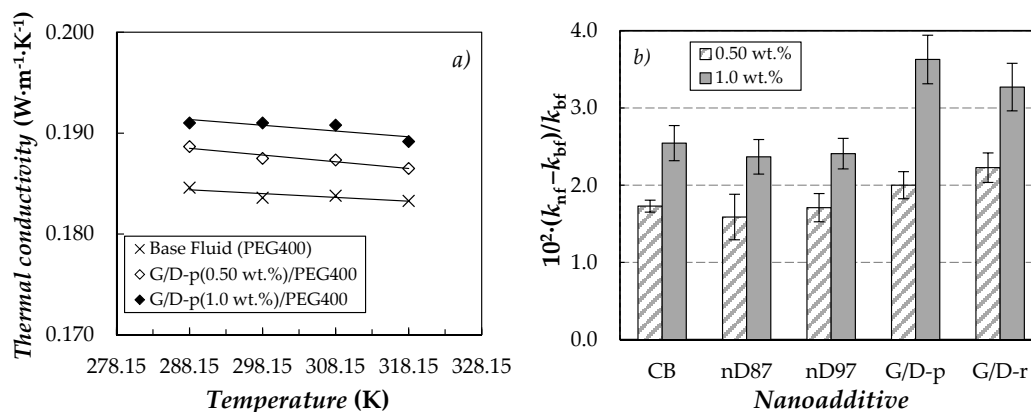 0.200
0.190
0.180
0.170
Thermal conductivity (W·m⁻¹·K⁻¹)
a)
Base Fluid (PEG400)
G/D-p(0.50 wt.%)/PEG400
G/D-p(1.0 wt.%)/PEG400
278.15 288.15 298.15 308.15 318.15 328.15
Temperature (K)
4.0
3.0
2.0
1.0
0.0
10²·(knf−kbf)/kbf
b)
0.50 wt.%
1.0 wt.%
CB nD87 nD97 G/D-p G/D-r
Nanoadditive